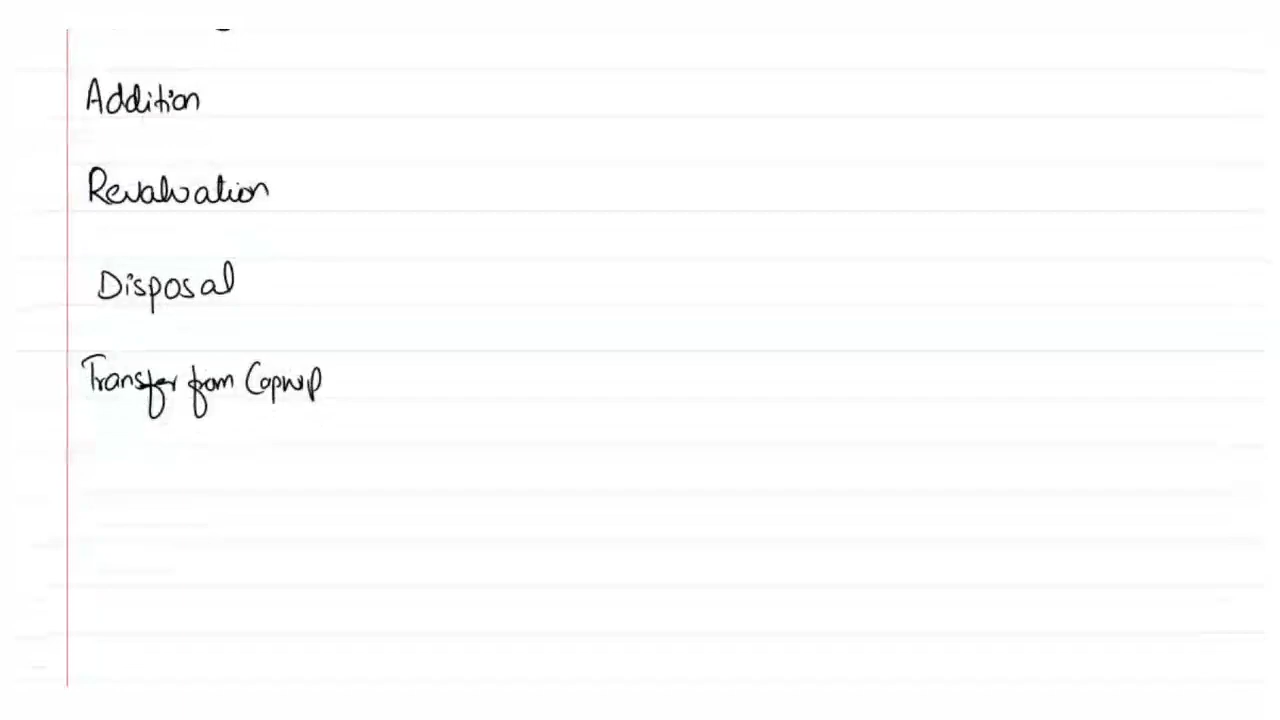 Addition
Revaluation
Disposal
Transfer from Capwip